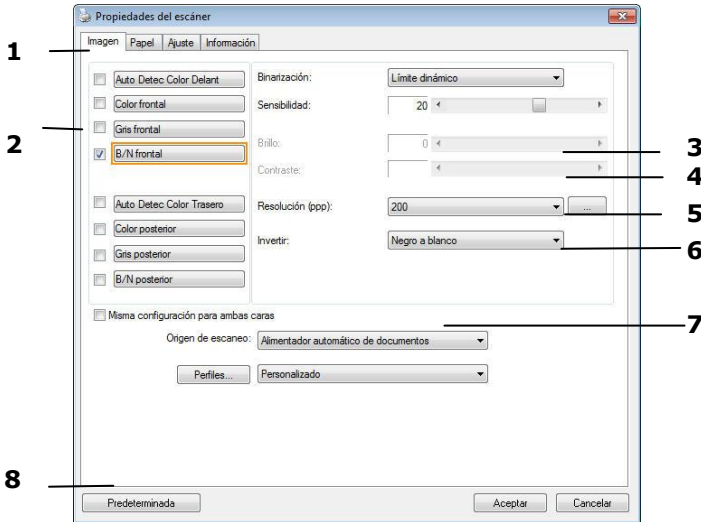 Propiedades del escáner
Imagen Papel Ajuste Información
1
Auto Detec Color Delant
Color frontal
Gris frontal
B/N frontal
2
Auto Detec Color Trasero
Color posterior
Gris posterior
B/N posterior
Binarización: Límite dinámico
Sensibilidad: 20
Brillo: 0
3
Contraste:
4
Resolución (ppp): 200 ...
5
Invertir: Negro a blanco
6
Misma configuración para ambas caras
7
Origen de escaneo: Alimentador automático de documentos
Perfiles... Personalizado
8
Predeterminada Aceptar Cancelar